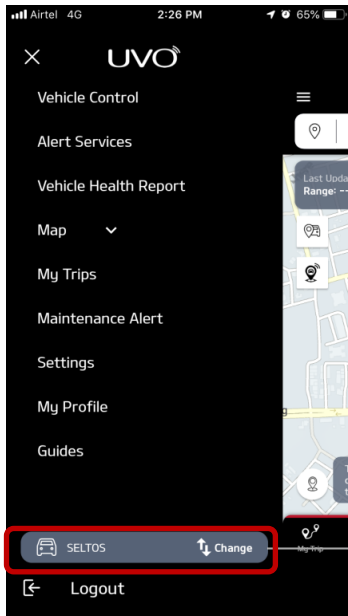 Airtel 4G 2:26 PM 65%
UVO
Vehicle Control
Alert Services
Vehicle Health Report
Last Upda
Range: --
Map
My Trips
Maintenance Alert
Settings
My Profile
Guides
SELTOS Change
My Trip
Logout